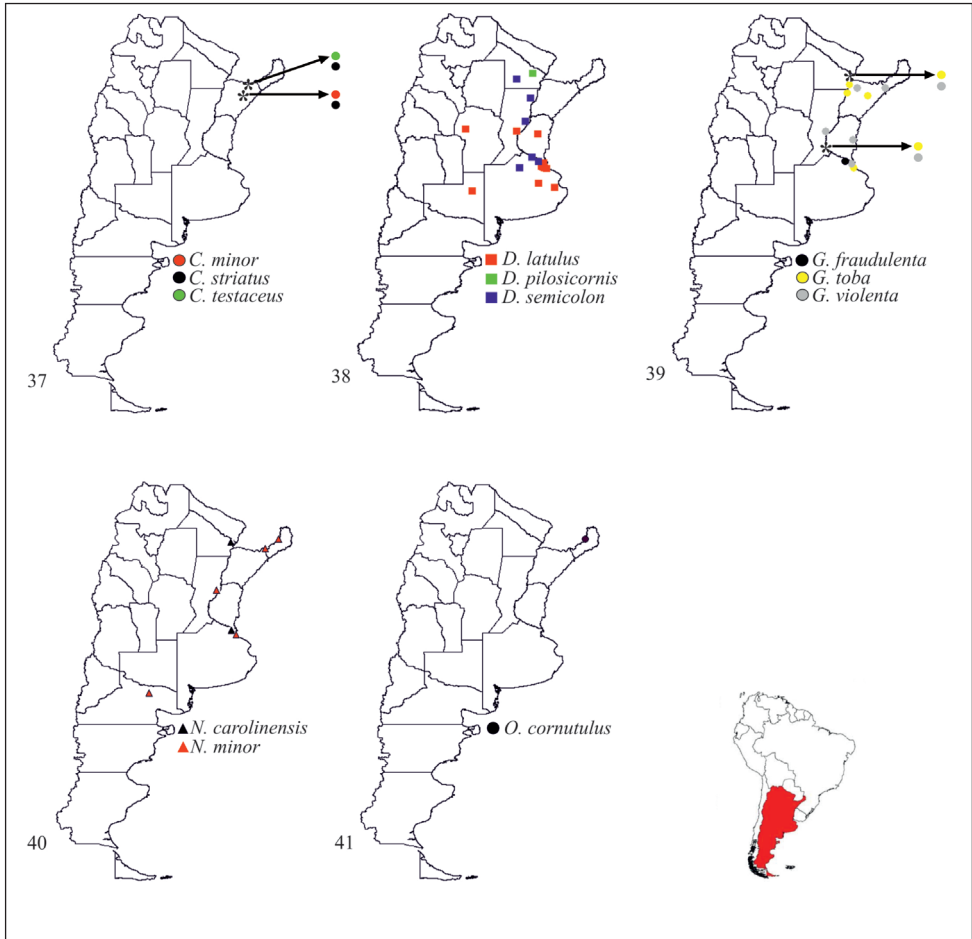 C. minor
C. striatus
C. testaceus
37
D. latulus
D. pilosicornis
D. semicolon
38
G. fraudulenta
G. toba
G. violenta
39
N. carolinensis
N. minor
40
O. cornutulus
41